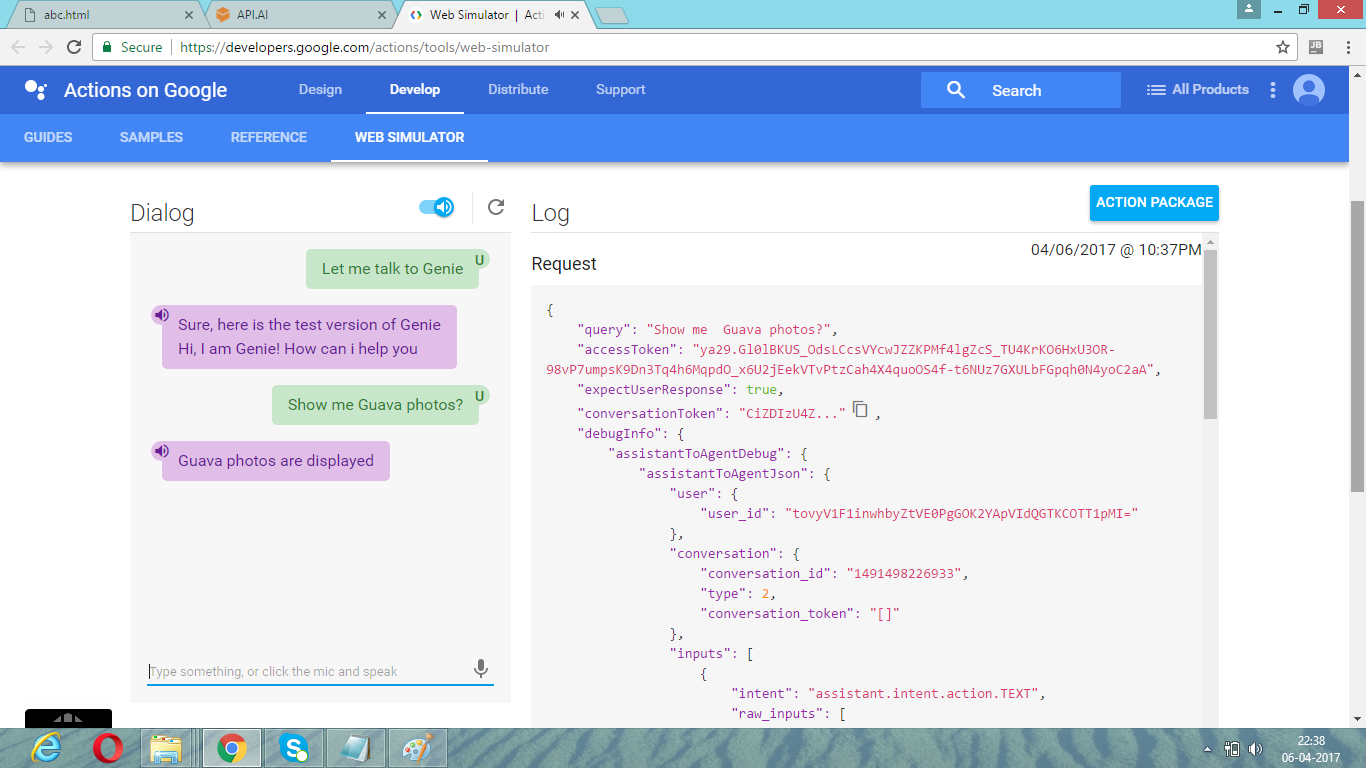 abc.html
API.AI
Web Simulator | Acti
Secure
https://developers.google.com/actions/tools/web-simulator
JB
Actions on Google
Design
Develop
Distribute
Support
Search
All Products
GUIDES
SAMPLES
REFERENCE
WEB SIMULATOR
Dialog
Let me talk to Genie
U
Sure, here is the test version of Genie
Hi, I am Genie! How can i help you
Show me Guava photos?
U
Guava photos are displayed
Type something, or click the mic and speak
Log
ACTION PACKAGE
04/06/2017 @ 10:37PM
Request
{
"query": "Show me  Guava photos?",
"accessToken": "ya29.Gl0lBKUS_OdsLCcsVYcwJZZKPMf4lgZcS_TU4KrKO6HxU3OR-
98vP7umpsK9Dn3Tq4h6MqpdO_x6U2jEekVTvPtzCah4X4quoOS4f-t6NUz7GXULbFGpqh0N4yoC2aA",
"expectUserResponse": true,
"conversationToken": "CiZDIzU4Z..." ,
"debugInfo": {
"assistantToAgentDebug": {
"assistantToAgentJson": {
"user": {
"user_id": "tovyV1F1inwhbyZtVE0PgGOK2YApVIdQGTKCOTT1pMI="
},
"conversation": {
"conversation_id": "1491498226933",
"type": 2,
"conversation_token": "[]"
},
"inputs": [
{
"intent": "assistant.intent.action.TEXT",
"raw_inputs": [
22:38
06-04-2017